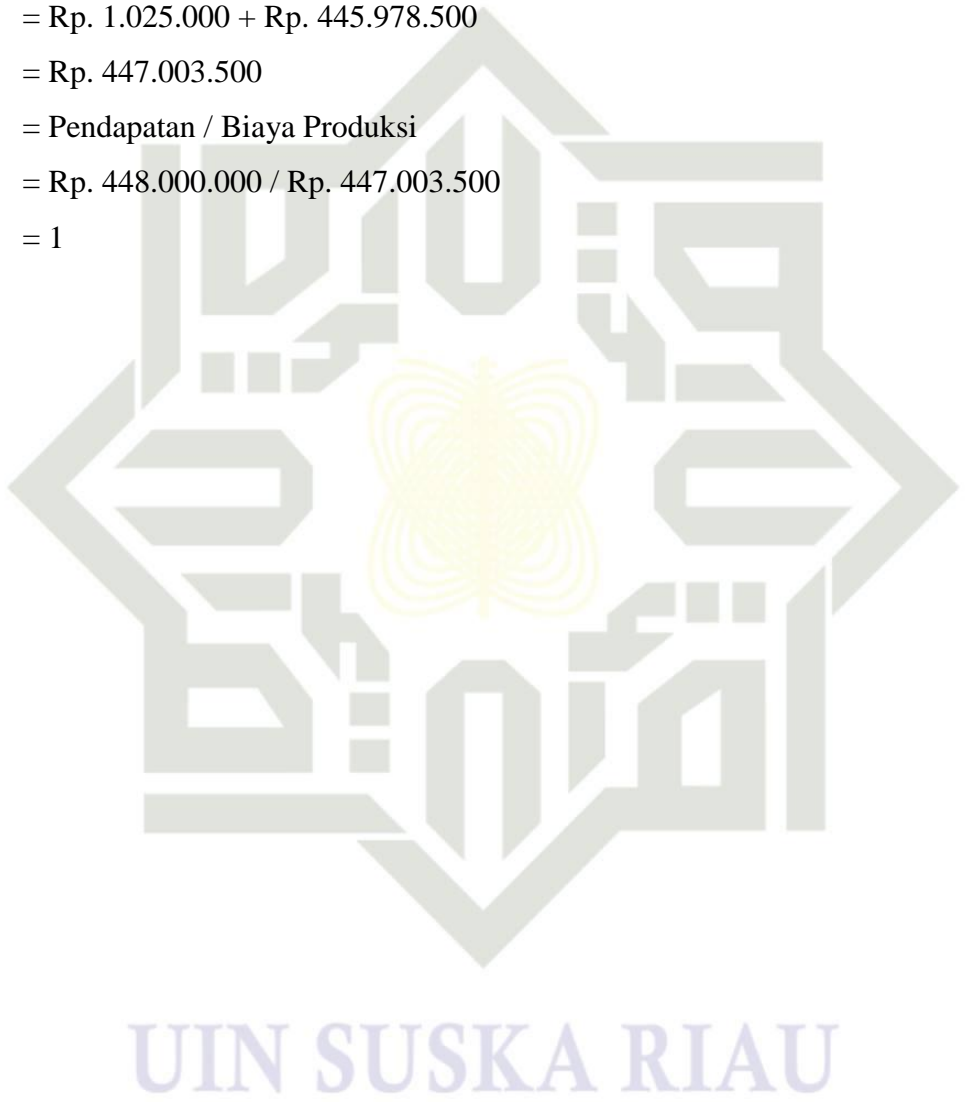 = Rp. 1.025.000 + Rp. 445.978.500
= Rp. 447.003.500
= Pendapatan / Biaya Produksi
= Rp. 448.000.000 / Rp. 447.003.500
= 1
UIN SUSKA RIAU